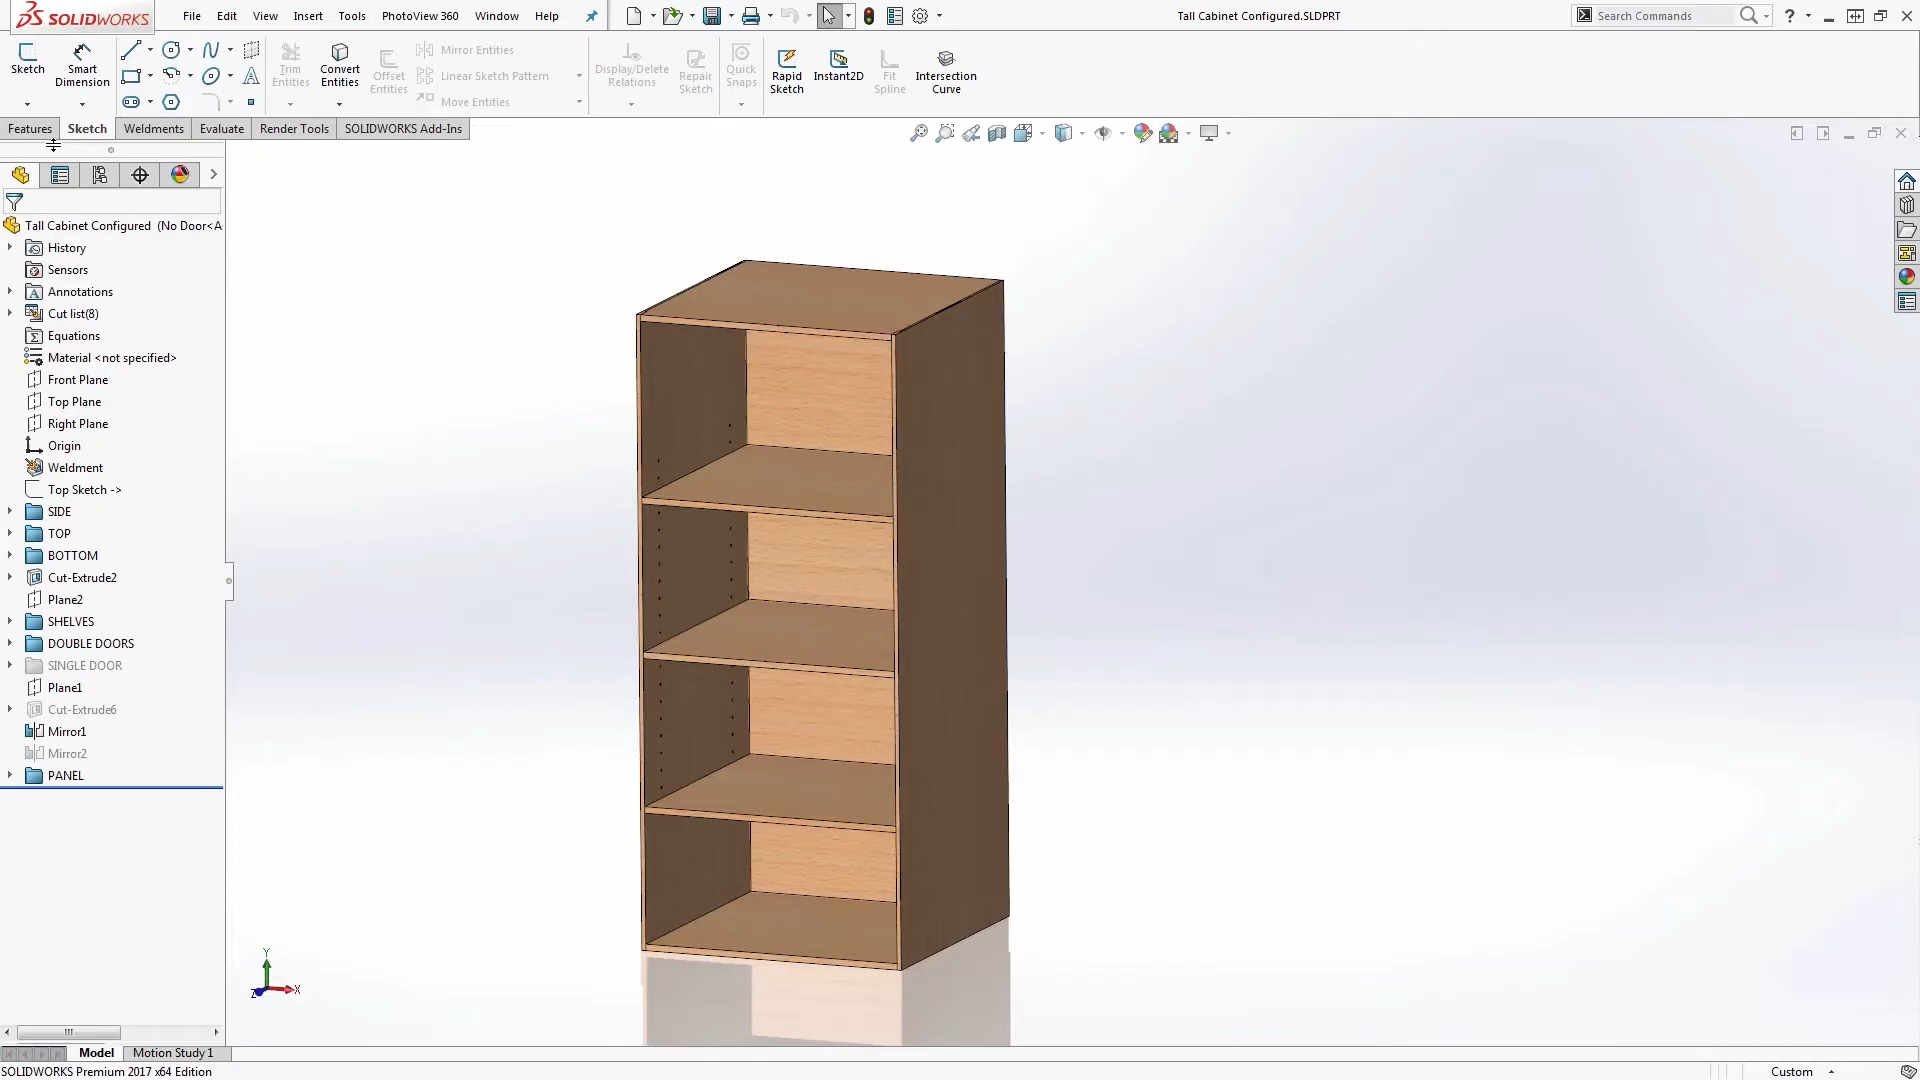 SOLIDWORKS
File Edit View Insert Tools PhotoView 360 Window Help
Tall Cabinet Configured.SLDPRT
Search Commands
?
Sketch
Smart
Dimension
Trim
Entities
Convert
Entities
Offset
Entities
Mirror Entities
Linear Sketch Pattern
Move Entities
Display/Delete
Relations
Repair
Sketch
Quick
Snaps
Rapid
Sketch
Instant2D
Fit
Spline
Intersection
Curve
Features Sketch Weldments Evaluate Render Tools SOLIDWORKS Add-Ins
Tall Cabinet Configured (No Door<A
History
Sensors
Annotations
Cut list(8)
Equations
Material <not specified>
Front Plane
Top Plane
Right Plane
Origin
Weldment
Top Sketch ->
SIDE
TOP
BOTTOM
Cut-Extrude2
Plane2
SHELVES
DOUBLE DOORS
SINGLE DOOR
Plane1
Cut-Extrude6
Mirror1
Mirror2
PANEL
Y
Z
X
Model Motion Study 1
SOLIDWORKS Premium 2017 x64 Edition
Custom